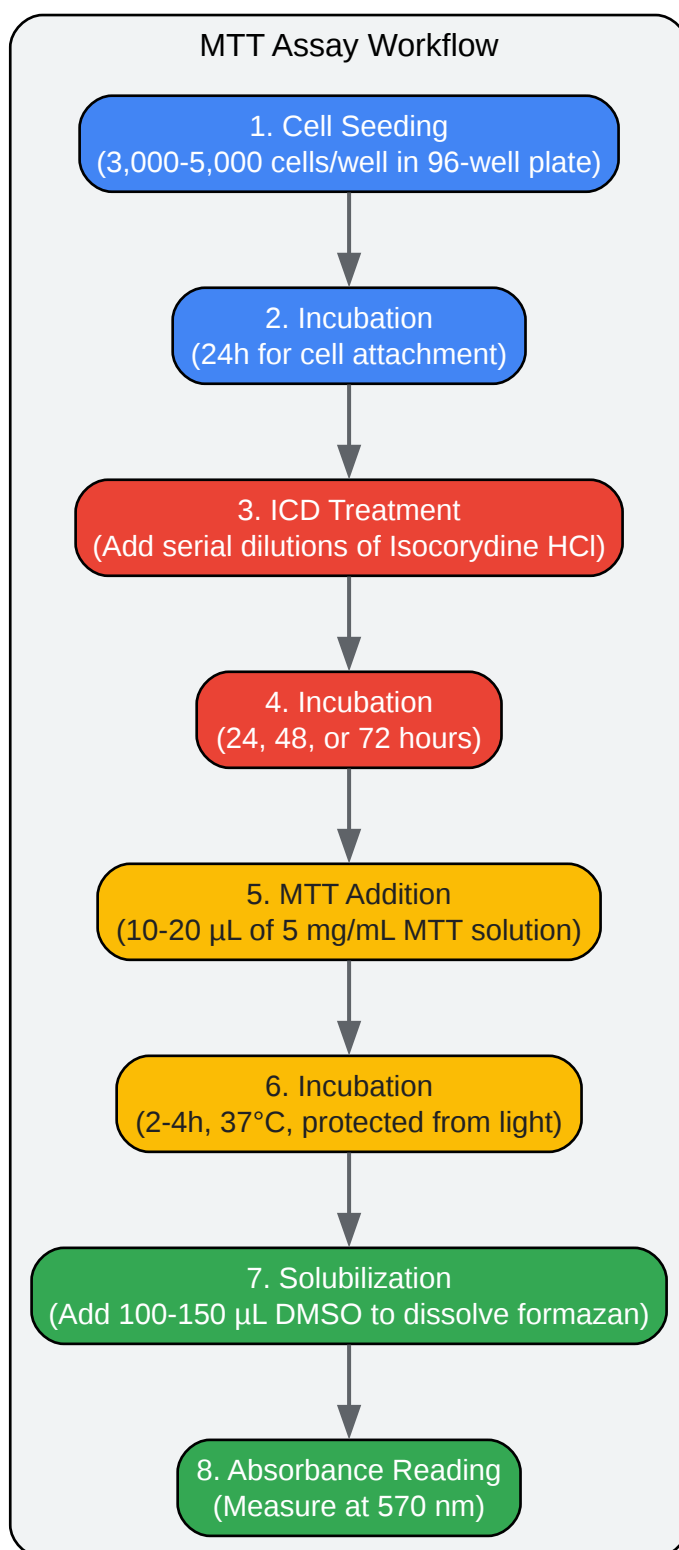 MTT Assay Workflow
1. Cell Seeding
(3,000-5,000 cells/well in 96-well plate)
2. Incubation
(24h for cell attachment)
3. ICD Treatment
(Add serial dilutions of Isocorydine HCl)
4. Incubation
(24, 48, or 72 hours)
5. MTT Addition
(10-20 µL of 5 mg/mL MTT solution)
6. Incubation
(2-4h, 37°C, protected from light)
7. Solubilization
(Add 100-150 µL DMSO to dissolve formazan)
8. Absorbance Reading
(Measure at 570 nm)